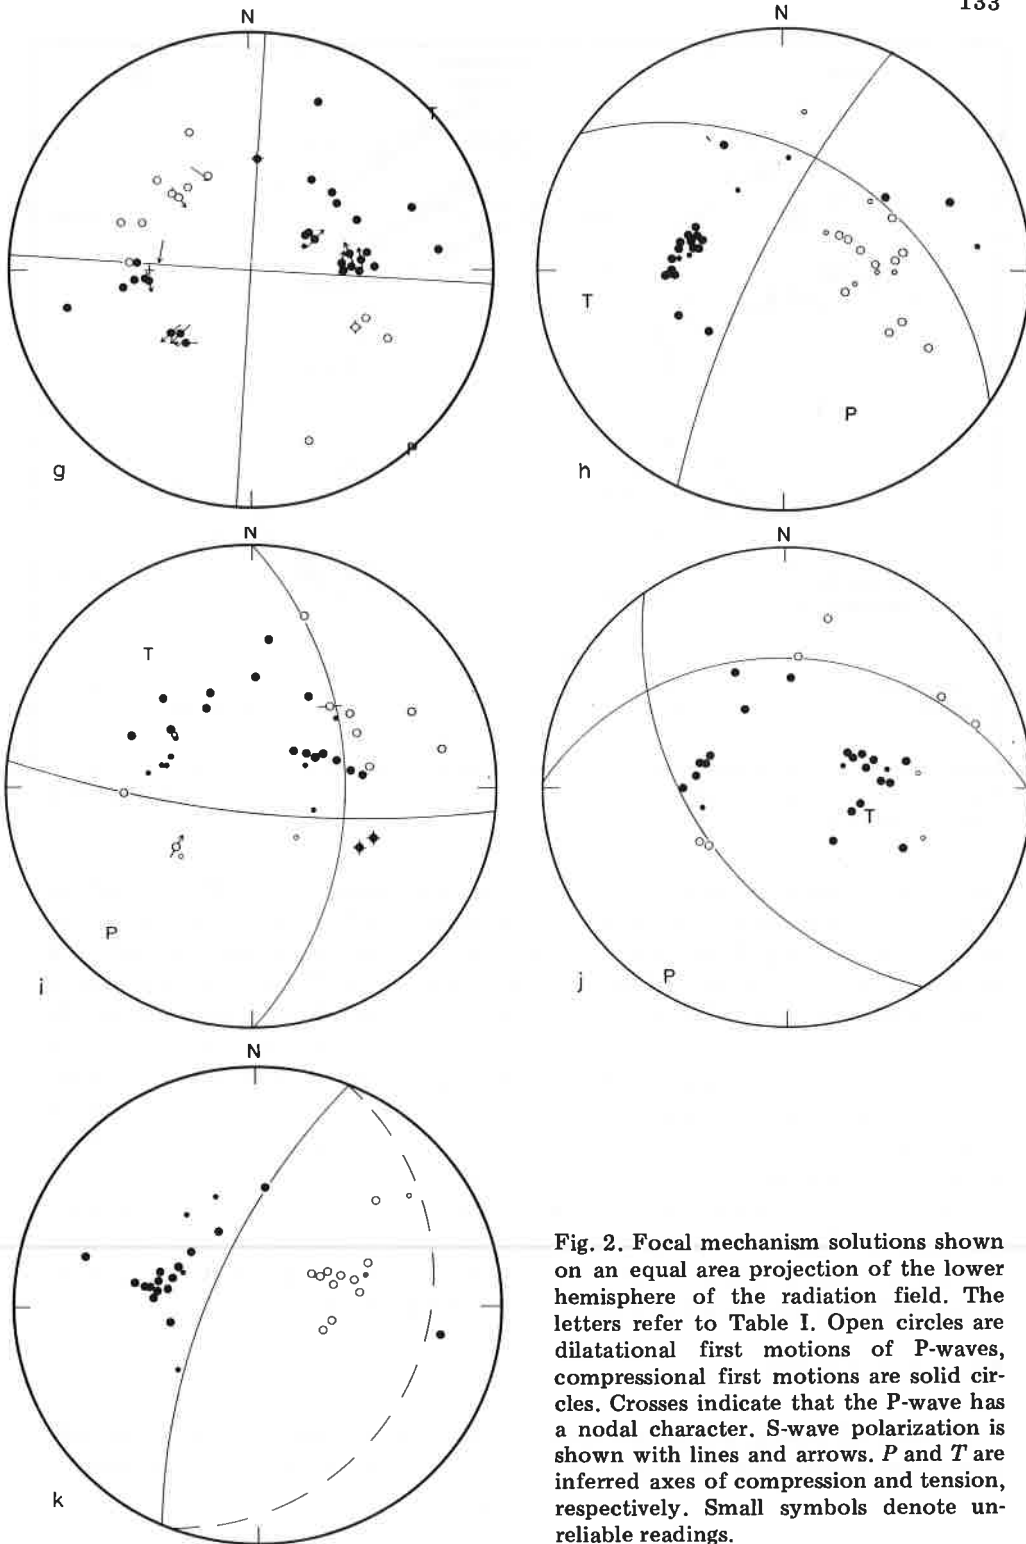 133
N
N
T
P
g
T
P
h
N
N
T
P
i
T
P
j
N
k
Fig. 2. Focal mechanism solutions shown
on an equal area projection of the lower
hemisphere of the radiation field. The
letters refer to Table I. Open circles are
dilatational first motions of P-waves,
compressional first motions are solid cir-
cles. Crosses indicate that the P-wave has
a nodal character. S-wave polarization is
shown with lines and arrows. P and T are
inferred axes of compression and tension,
respectively. Small symbols denote un-
reliable readings.